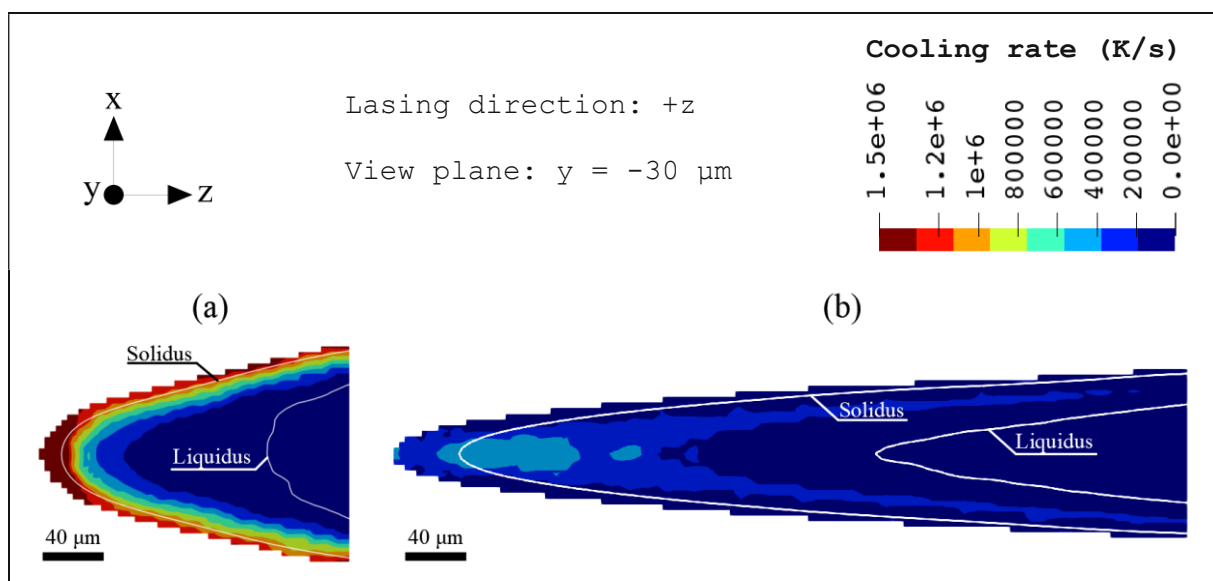 x
y
z
Lasing direction: +z
View plane: y = -30 µm
Cooling rate (K/s)
1.5e+06
1.2e+6
1e+6
800000
600000
400000
200000
0.0e+00
(a)
Solidus
Liquidus
40 µm
(b)
Solidus
Liquidus
40 µm